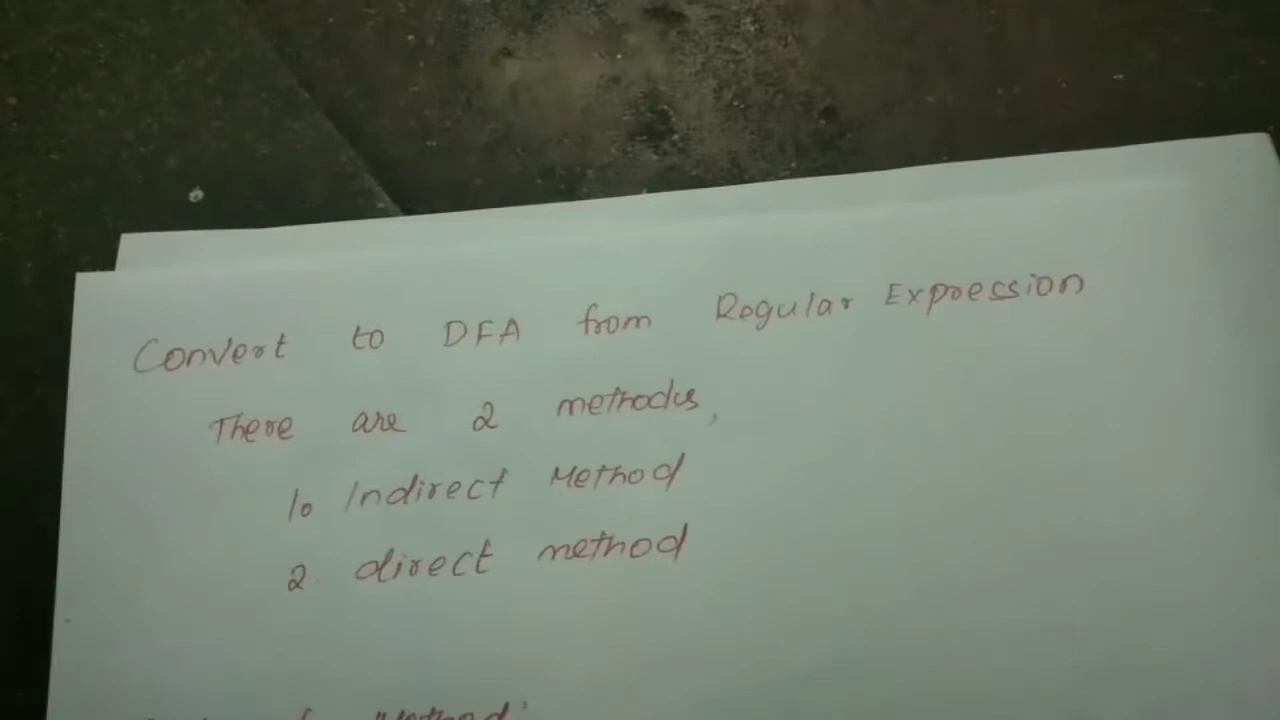 Convert to DFA from Regular Expression
There are 2 methods,
1. Indirect Method
2. direct method